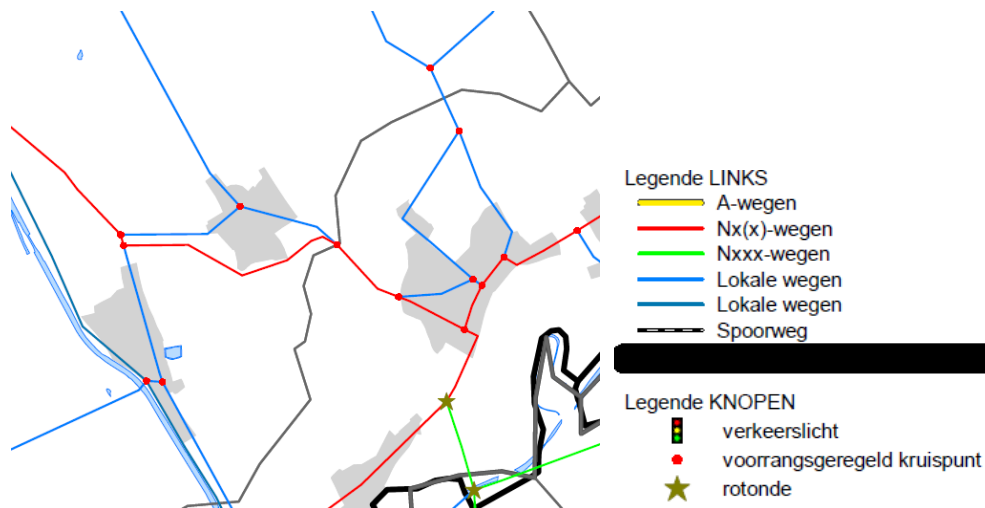 Legende LINKS
A-wegen
Nx(x)-wegen
Nxxx-wegen
Lokale wegen
Lokale wegen
Spoorweg
Legende KNOPEN
verkeerslicht
voorrangsgeregeld kruispunt
rotonde